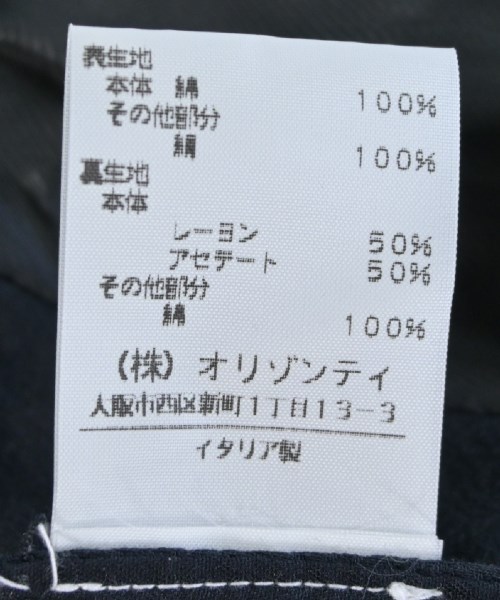 表生地
本体 綿 100%
その他部分
綿 100%
裏生地
本体
レーヨン 50%
アセテート 50%
その他部分
綿 100%
(株) オリゾンティ
大阪市西区新町1丁目13-3
イタリア製